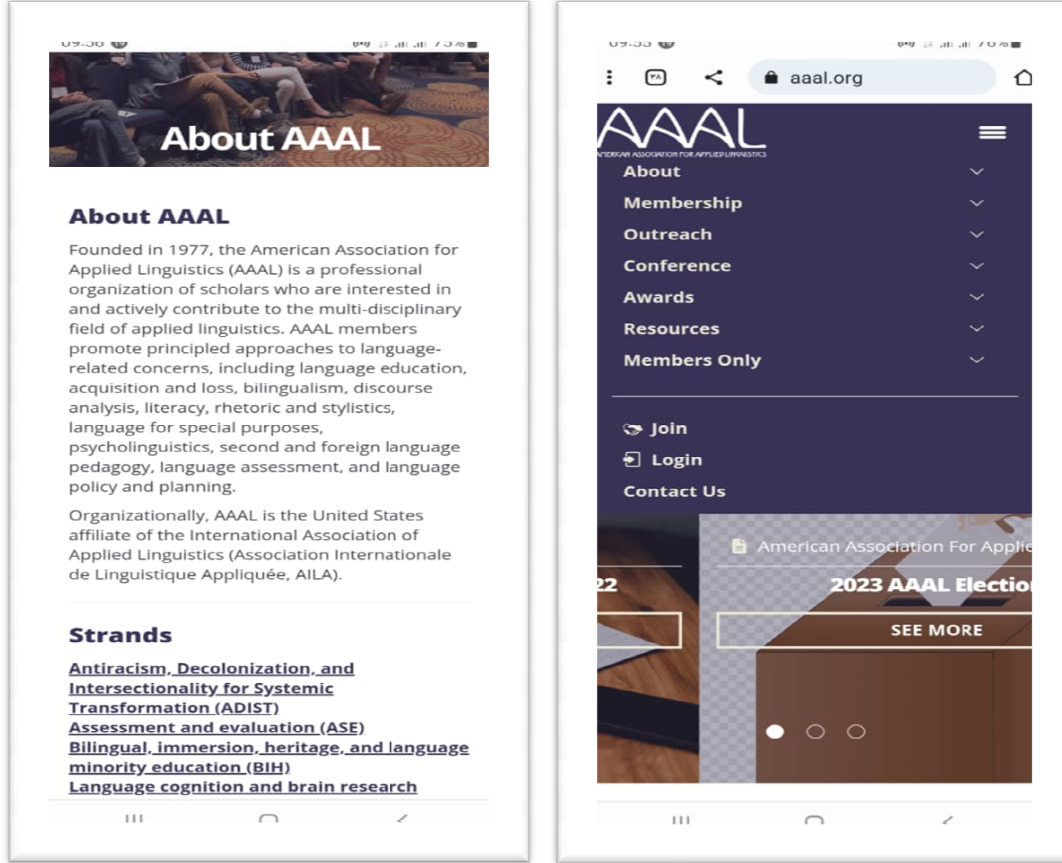 09:56
75%
About AAAL
About AAAL
Founded in 1977, the American Association for
Applied Linguistics (AAAL) is a professional
organization of scholars who are interested in
and actively contribute to the multi-disciplinary
field of applied linguistics. AAAL members
promote principled approaches to language-
related concerns, including language education,
acquisition and loss, bilingualism, discourse
analysis, literacy, rhetoric and stylistics,
language for special purposes,
psycholinguistics, second and foreign language
pedagogy, language assessment, and language
policy and planning.
Organizationally, AAAL is the United States
affiliate of the International Association of
Applied Linguistics (Association Internationale
de Linguistique Appliquée, AILA).
Strands
Antiracism, Decolonization, and
Intersectionality for Systemic
Transformation (ADIST)
Assessment and evaluation (ASE)
Bilingual, immersion, heritage, and language
minority education (BIH)
Language cognition and brain research
09:55
76%
٣٨
aaal.org
AAAL
AMERICAN ASSOCIATION FOR APPLIED LINGUISTICS
About
Membership
Outreach
Conference
Awards
Resources
Members Only
Join
Login
Contact Us
American Association For Applie
22
2023 AAAL Electio
SEE MORE